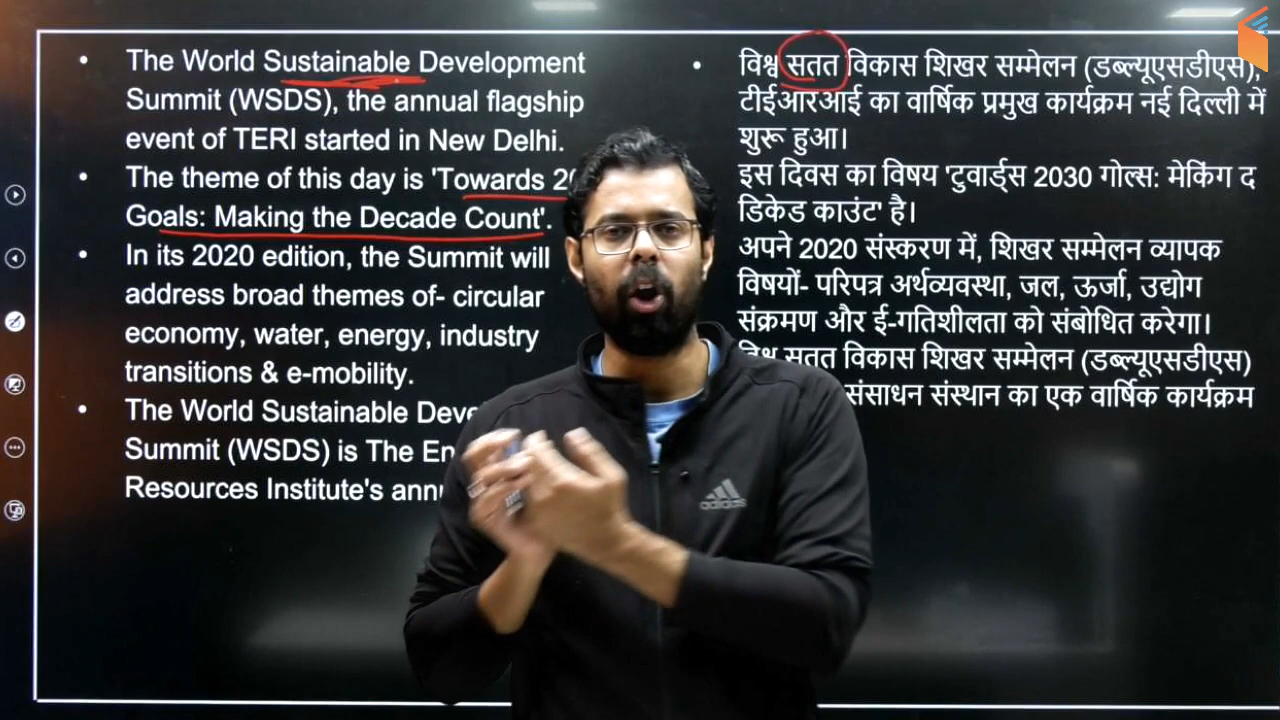 The World Sustainable Development
Summit (WSDS), the annual flagship
event of TERI started in New Delhi.
The theme of this day is 'Towards
Goals: Making the Decade Count'.
In its 2020 edition, the Summit will
address broad themes of- circular
economy, water, energy, industry
transitions & e-mobility.
The World Sustainable
Summit (WSDS) is The
Resources Institute's
विश्व सतत विकास शिखर सम्मेलन (डब्ल्यूएसडीएस),
टीईआरआई का वार्षिक प्रमुख कार्यक्रम नई दिल्ली में
शुरू हुआ।
इस दिवस का विषय 'टुवार्ड्स 2030 गोल्स: मेकिंग द
डिकेड काउंट' है।
अपने 2020 संस्करण में, शिखर सम्मेलन व्यापक
विषयों- परिपत्र अर्थव्यवस्था, जल, ऊर्जा, उद्योग
संक्रमण और ई-गतिशीलता को संबोधित करेगा।
विश्व सतत विकास शिखर सम्मेलन (डब्ल्यूएसडीएस)
संसाधन संस्थान का एक वार्षिक कार्यक्रम
adidas